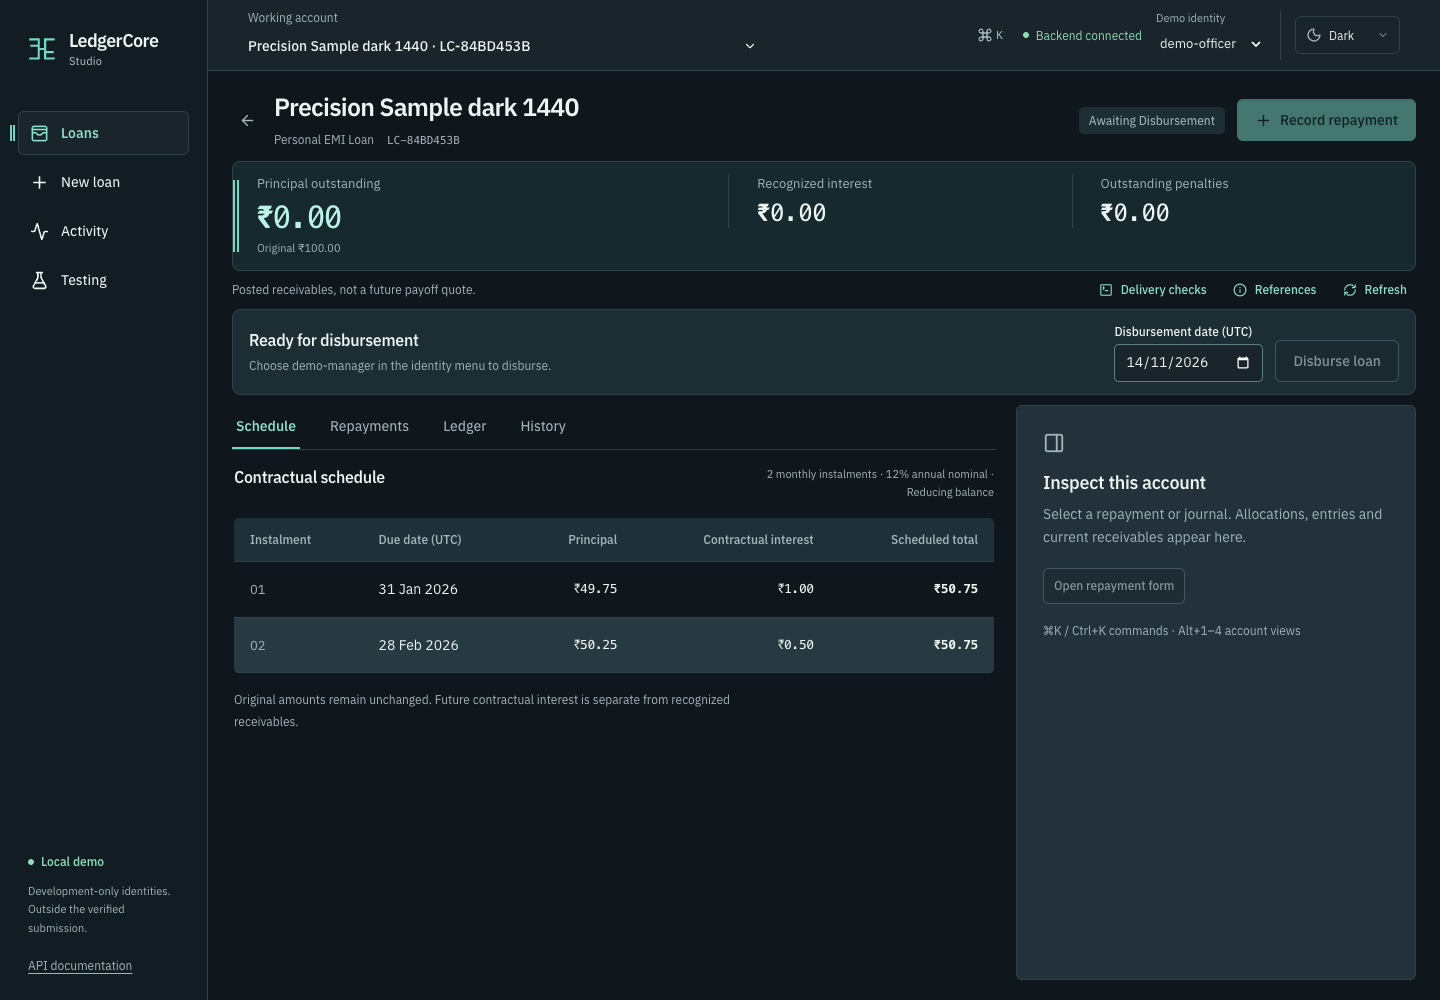 LedgerCore
Studio
Loans
New loan
Activity
Testing
Local demo
Development-only identities.
Outside the verified
submission.
API documentation
Working account
Precision Sample dark 1440 · LC-84BD453B
⌘ K
Backend connected
Demo identity
demo-officer
Dark
Precision Sample dark 1440
Personal EMI Loan LC-84BD453B
Awaiting Disbursement
Record repayment
Principal outstanding
₹0.00
Original ₹100.00
Recognized interest
₹0.00
Outstanding penalties
₹0.00
Posted receivables, not a future payoff quote.
Delivery checks
References
Refresh
Ready for disbursement
Choose demo-manager in the identity menu to disburse.
Disbursement date (UTC)
14/11/2026
Disburse loan
Schedule Repayments Ledger History
Contractual schedule
2 monthly instalments · 12% annual nominal ·
Reducing balance
Instalment Due date (UTC) Principal Contractual interest Scheduled total
01 31 Jan 2026 ₹49.75 ₹1.00 ₹50.75
02 28 Feb 2026 ₹50.25 ₹0.50 ₹50.75
Original amounts remain unchanged. Future contractual interest is separate from recognized
receivables.
Inspect this account
Select a repayment or journal. Allocations, entries and
current receivables appear here.
Open repayment form
⌘K / Ctrl+K commands · Alt+1–4 account views